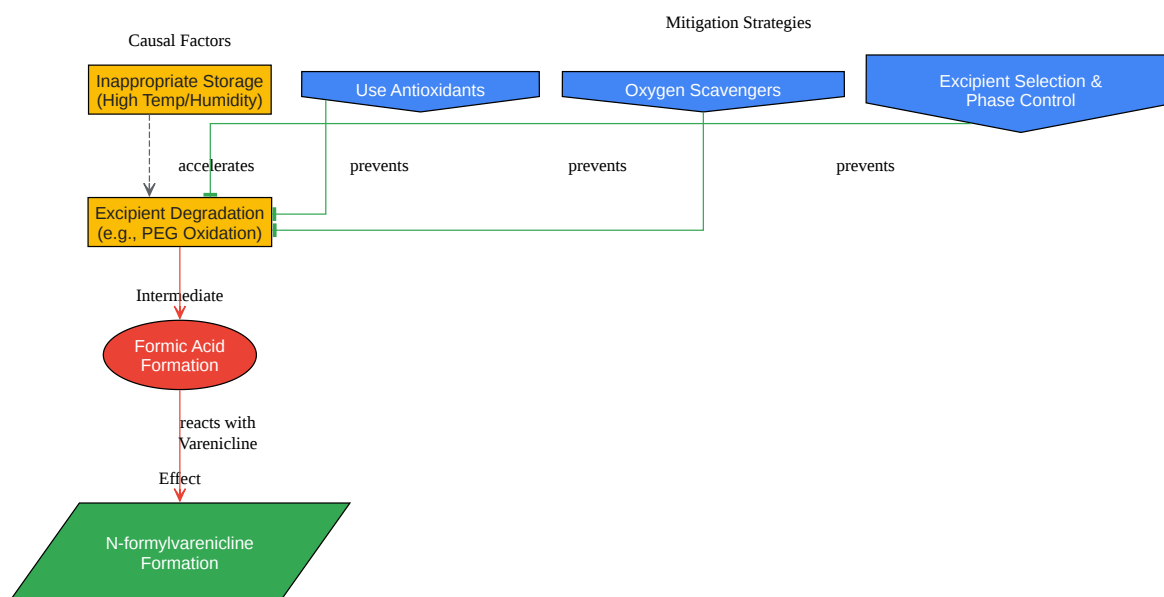 Mitigation Strategies
Causal Factors
Inappropriate Storage
(High Temp/Humidity)
Use Antioxidants
Oxygen Scavengers
Excipient Selection &
Phase Control
accelerates
prevents
prevents
prevents
Excipient Degradation
(e.g., PEG Oxidation)
Intermediate
Formic Acid
Formation
reacts with
Varenicline
Effect
N-formylvarenicline
Formation